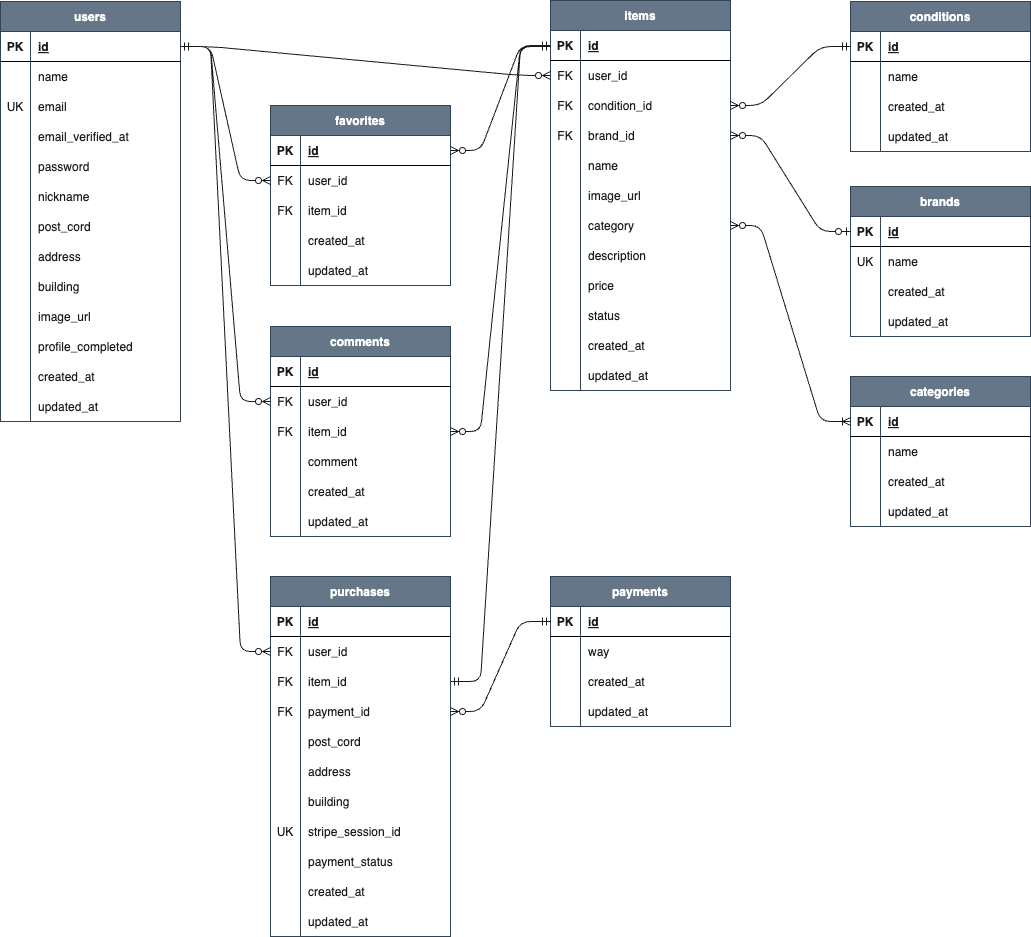 users
PK id
name
UK email
email_verified_at
password
nickname
post_cord
address
building
image_url
profile_completed
created_at
updated_at
favorites
PK id
FK user_id
FK item_id
created_at
updated_at
comments
PK id
FK user_id
FK item_id
comment
created_at
updated_at
purchases
PK id
FK user_id
FK item_id
FK payment_id
post_cord
address
building
UK stripe_session_id
payment_status
created_at
updated_at
items
PK id
FK user_id
FK condition_id
FK brand_id
name
image_url
category
description
price
status
created_at
updated_at
payments
PK id
way
created_at
updated_at
conditions
PK id
name
created_at
updated_at
brands
PK id
UK name
created_at
updated_at
categories
PK id
name
created_at
updated_at